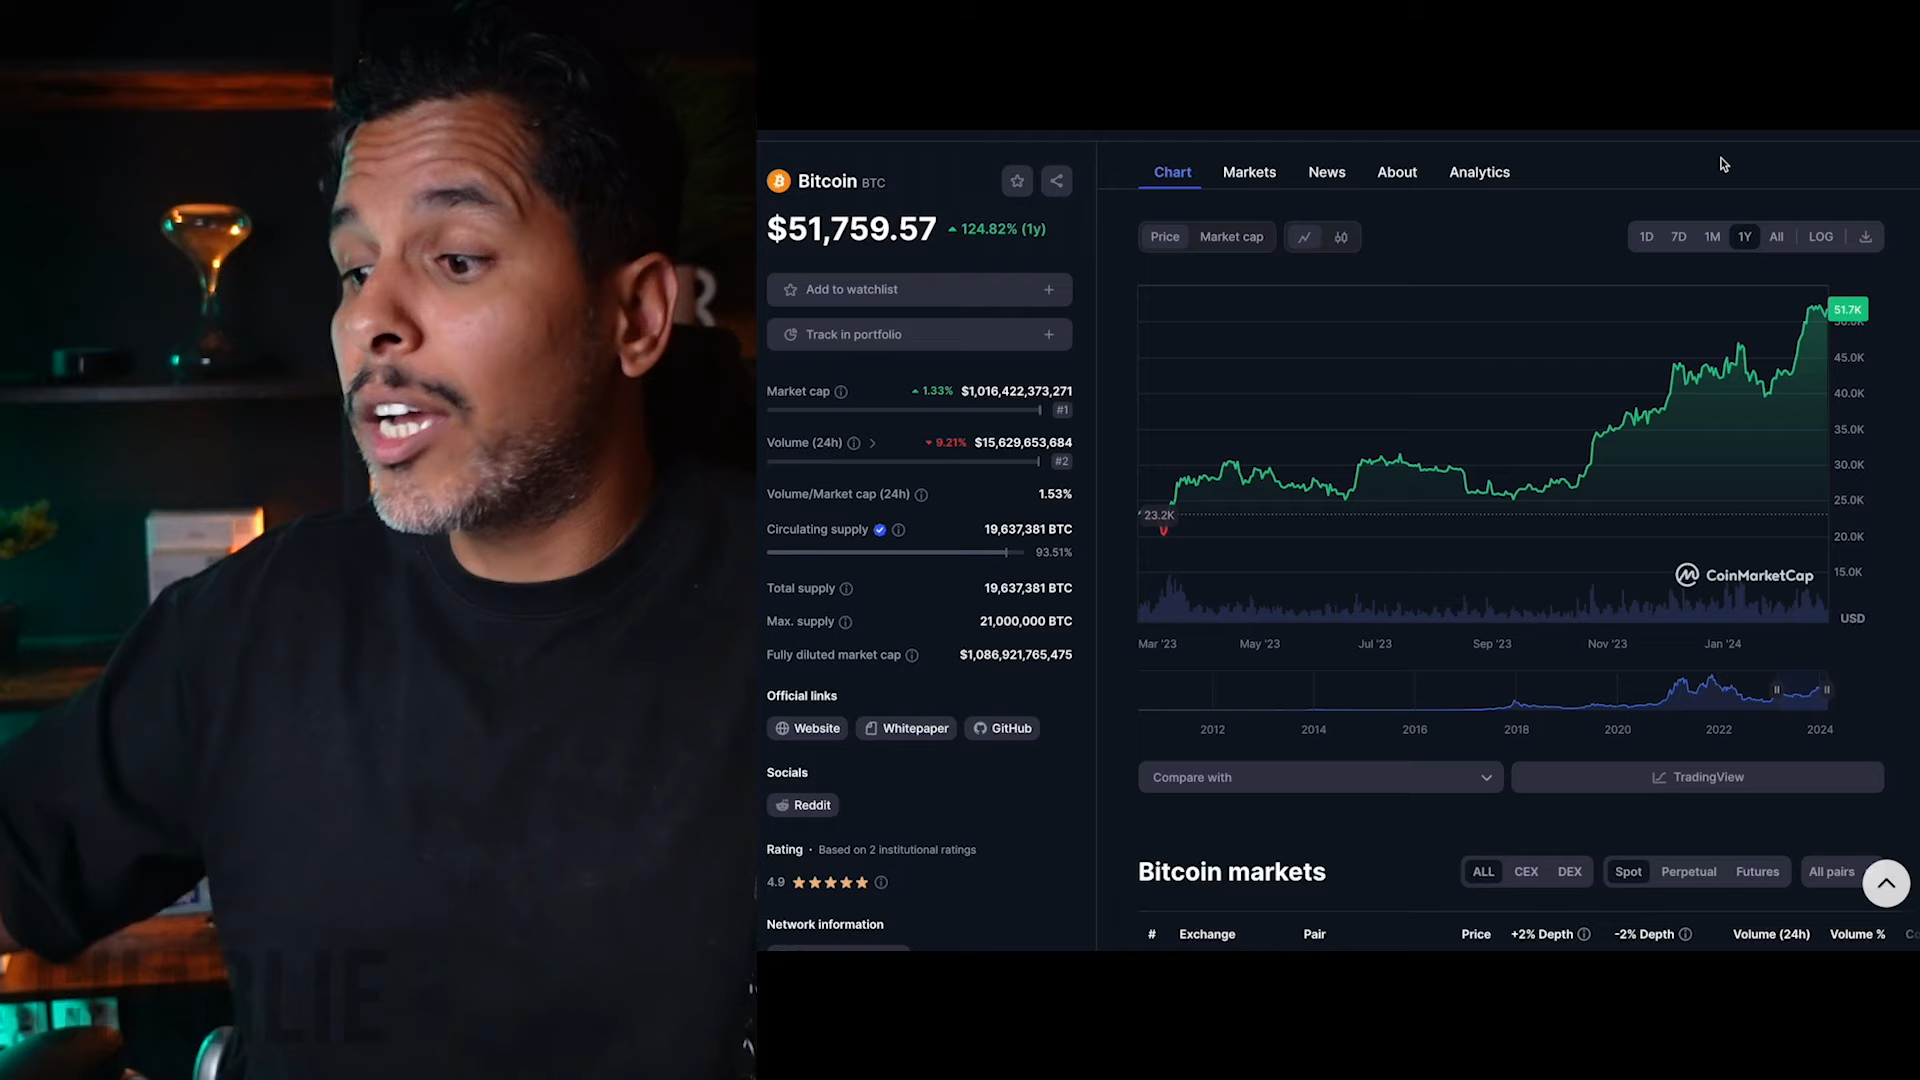 Bitcoin BTC
$51,759.57 124.82% (1y)
Add to watchlist +
Track in portfolio +
Market cap 1.33% $1,016,422,373,271
#1
Volume (24h) 9.21% $15,629,653,684
#2
Volume/Market cap (24h) 1.53%
Circulating supply 19,637,381 BTC
93.51%
Total supply 19,637,381 BTC
Max. supply 21,000,000 BTC
Fully diluted market cap $1,086,921,765,475
Official links
Website Whitepaper GitHub
Socials
Reddit
Rating · Based on 2 institutional ratings
4.9
Network information
Chart Markets News About Analytics
Price Market cap 1D 7D 1M 1Y All LOG
51.7K
45.0K
40.0K
35.0K
30.0K
25.0K
23.2K
20.0K
CoinMarketCap 15.0K
USD
Mar '23 May '23 Jul '23 Sep '23 Nov '23 Jan '24
2012 2014 2016 2018 2020 2022 2024
Compare with TradingView
Bitcoin markets ALL CEX DEX Spot Perpetual Futures All pairs
# Exchange Pair Price +2% Depth -2% Depth Volume (24h) Volume %